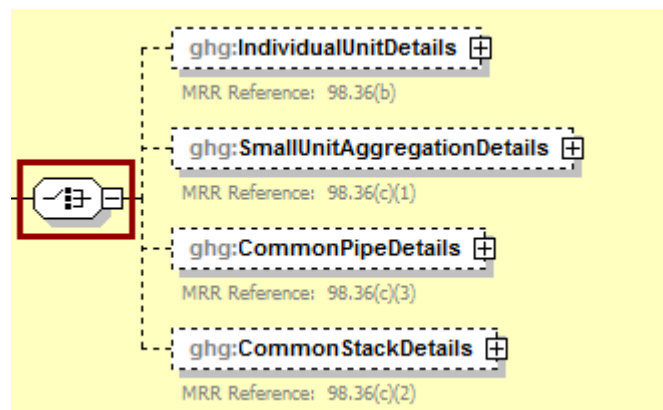 ghg:IndividualUnitDetails
MRR Reference: 98.36(b)
ghg:SmallUnitAggregationDetails
MRR Reference: 98.36(c)(1)
ghg:CommonPipeDetails
MRR Reference: 98.36(c)(3)
ghg:CommonStackDetails
MRR Reference: 98.36(c)(2)